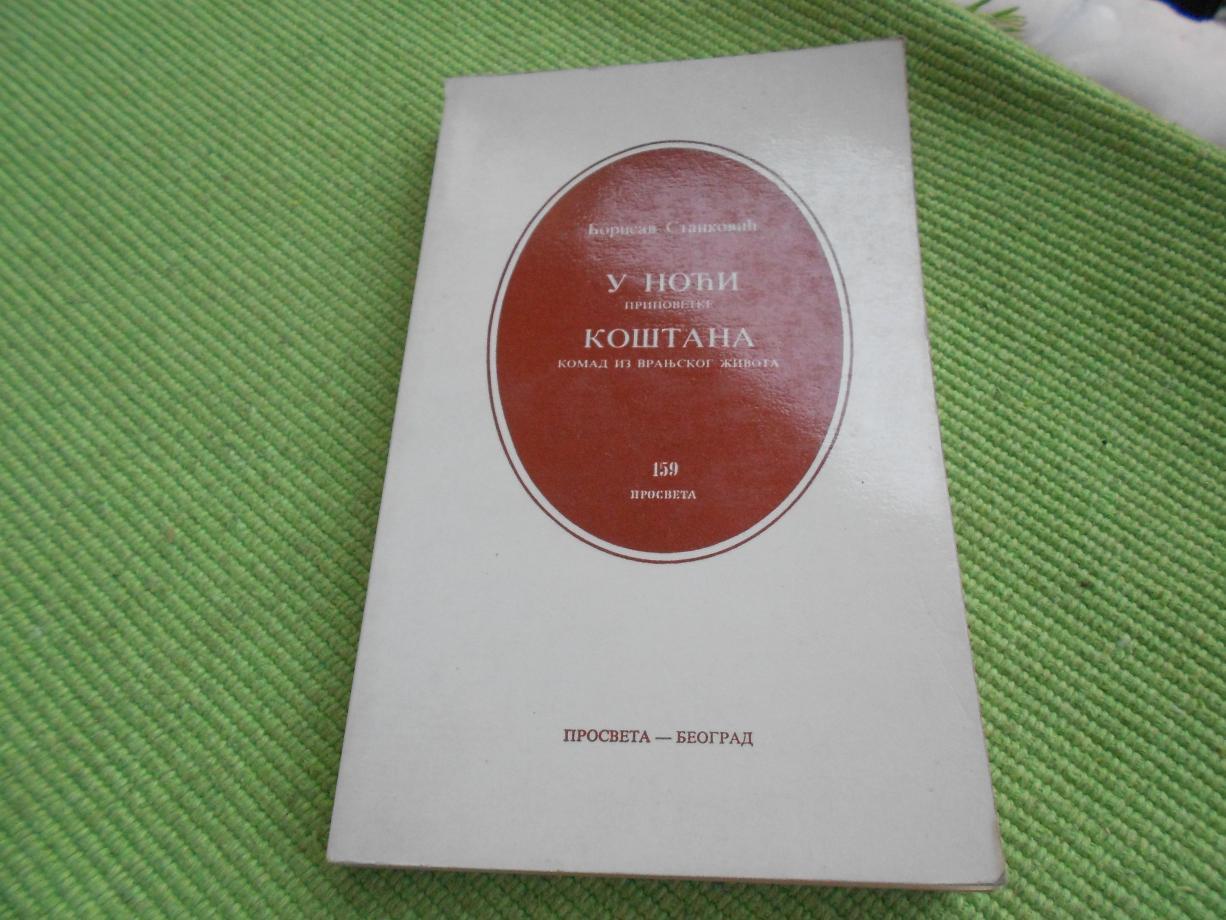 Борисав Станковић
У НОЋИ
ПРИПОВЕТКЕ
КОШТАНА
КОМАД ИЗ ВРАЊСКОГ ЖИВОТА
159
ПРОСВЕТА
ПРОСВЕТА — БЕОГРАД